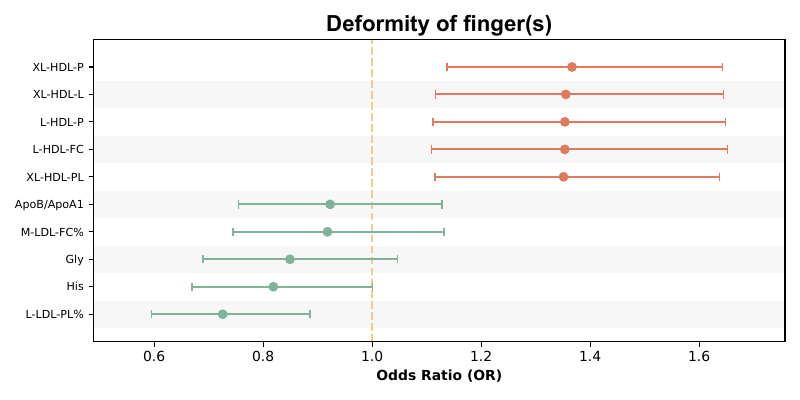 Deformity of finger(s)
XL-HDL-P
XL-HDL-L
L-HDL-P
L-HDL-FC
XL-HDL-PL
ApoB/ApoA1
M-LDL-FC%
Gly
His
L-LDL-PL%
0.6 0.8 1.0 1.2 1.4 1.6
Odds Ratio (OR)